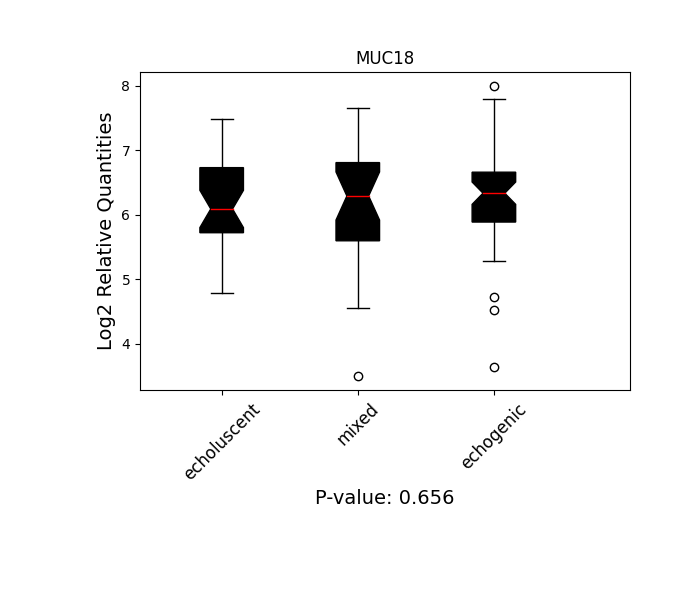 MUC18
Log2 Relative Quantities
8
7
6
5
4
echoluscent
mixed
echogenic
P-value: 0.656